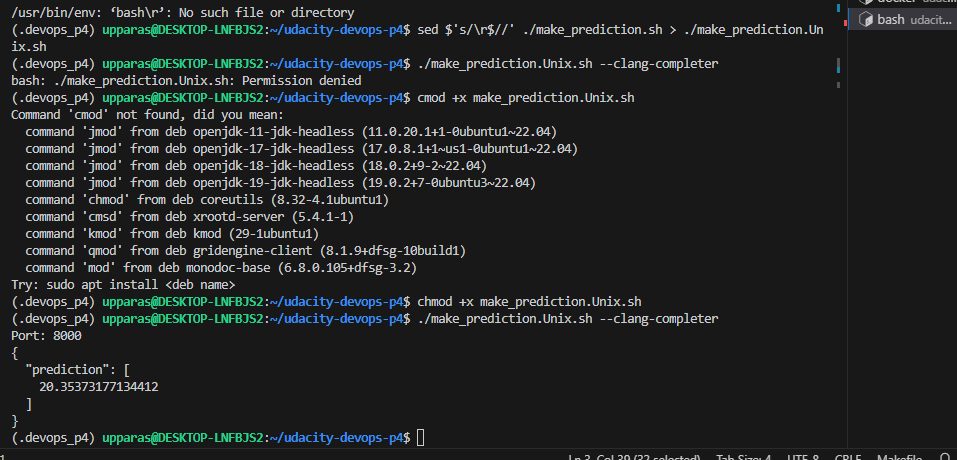 /usr/bin/env: ‘bash\r’: No such file or directory
(.devops_p4) upparas@DESKTOP-LNFBJS2:~/udacity-devops-p4$ sed $'s/\r$//' ./make_prediction.sh > ./make_prediction.Un
ix.sh
(.devops_p4) upparas@DESKTOP-LNFBJS2:~/udacity-devops-p4$ ./make_prediction.Unix.sh --clang-completer
bash: ./make_prediction.Unix.sh: Permission denied
(.devops_p4) upparas@DESKTOP-LNFBJS2:~/udacity-devops-p4$ cmod +x make_prediction.Unix.sh
Command 'cmod' not found, did you mean:
  command 'jmod' from deb openjdk-11-jdk-headless (11.0.20.1+1-0ubuntu1~22.04)
  command 'jmod' from deb openjdk-17-jdk-headless (17.0.8.1+1~us1-0ubuntu1~22.04)
  command 'jmod' from deb openjdk-18-jdk-headless (18.0.2+9-2~22.04)
  command 'jmod' from deb openjdk-19-jdk-headless (19.0.2+7-0ubuntu3~22.04)
  command 'chmod' from deb coreutils (8.32-4.1ubuntu1)
  command 'cmsd' from deb xrootd-server (5.4.1-1)
  command 'kmod' from deb kmod (29-1ubuntu1)
  command 'qmod' from deb gridengine-client (8.1.9+dfsg-10build1)
  command 'mod' from deb monodoc-base (6.8.0.105+dfsg-3.2)
Try: sudo apt install <deb name>
(.devops_p4) upparas@DESKTOP-LNFBJS2:~/udacity-devops-p4$ chmod +x make_prediction.Unix.sh
(.devops_p4) upparas@DESKTOP-LNFBJS2:~/udacity-devops-p4$ ./make_prediction.Unix.sh --clang-completer
Port: 8000
{
  "prediction": [
    20.35373177134412
  ]
}
(.devops_p4) upparas@DESKTOP-LNFBJS2:~/udacity-devops-p4$
bash udacity-...
Ln 3, Col 39 (32 selected) Tab Size: 4 UTF-8 CRLF Makefile